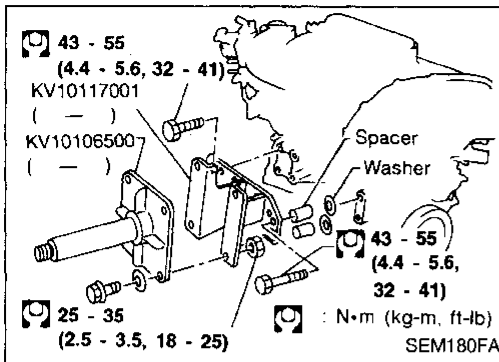 43 - 55
(4.4 - 5.6, 32 - 41)
KV10117001
( — )
KV10106500
( — )
Spacer
Washer
43 - 55
(4.4 - 5.6,
32 - 41)
25 - 35
(2.5 - 3.5, 18 - 25)
: N•m (kg-m, ft-lb)
SEM180FA